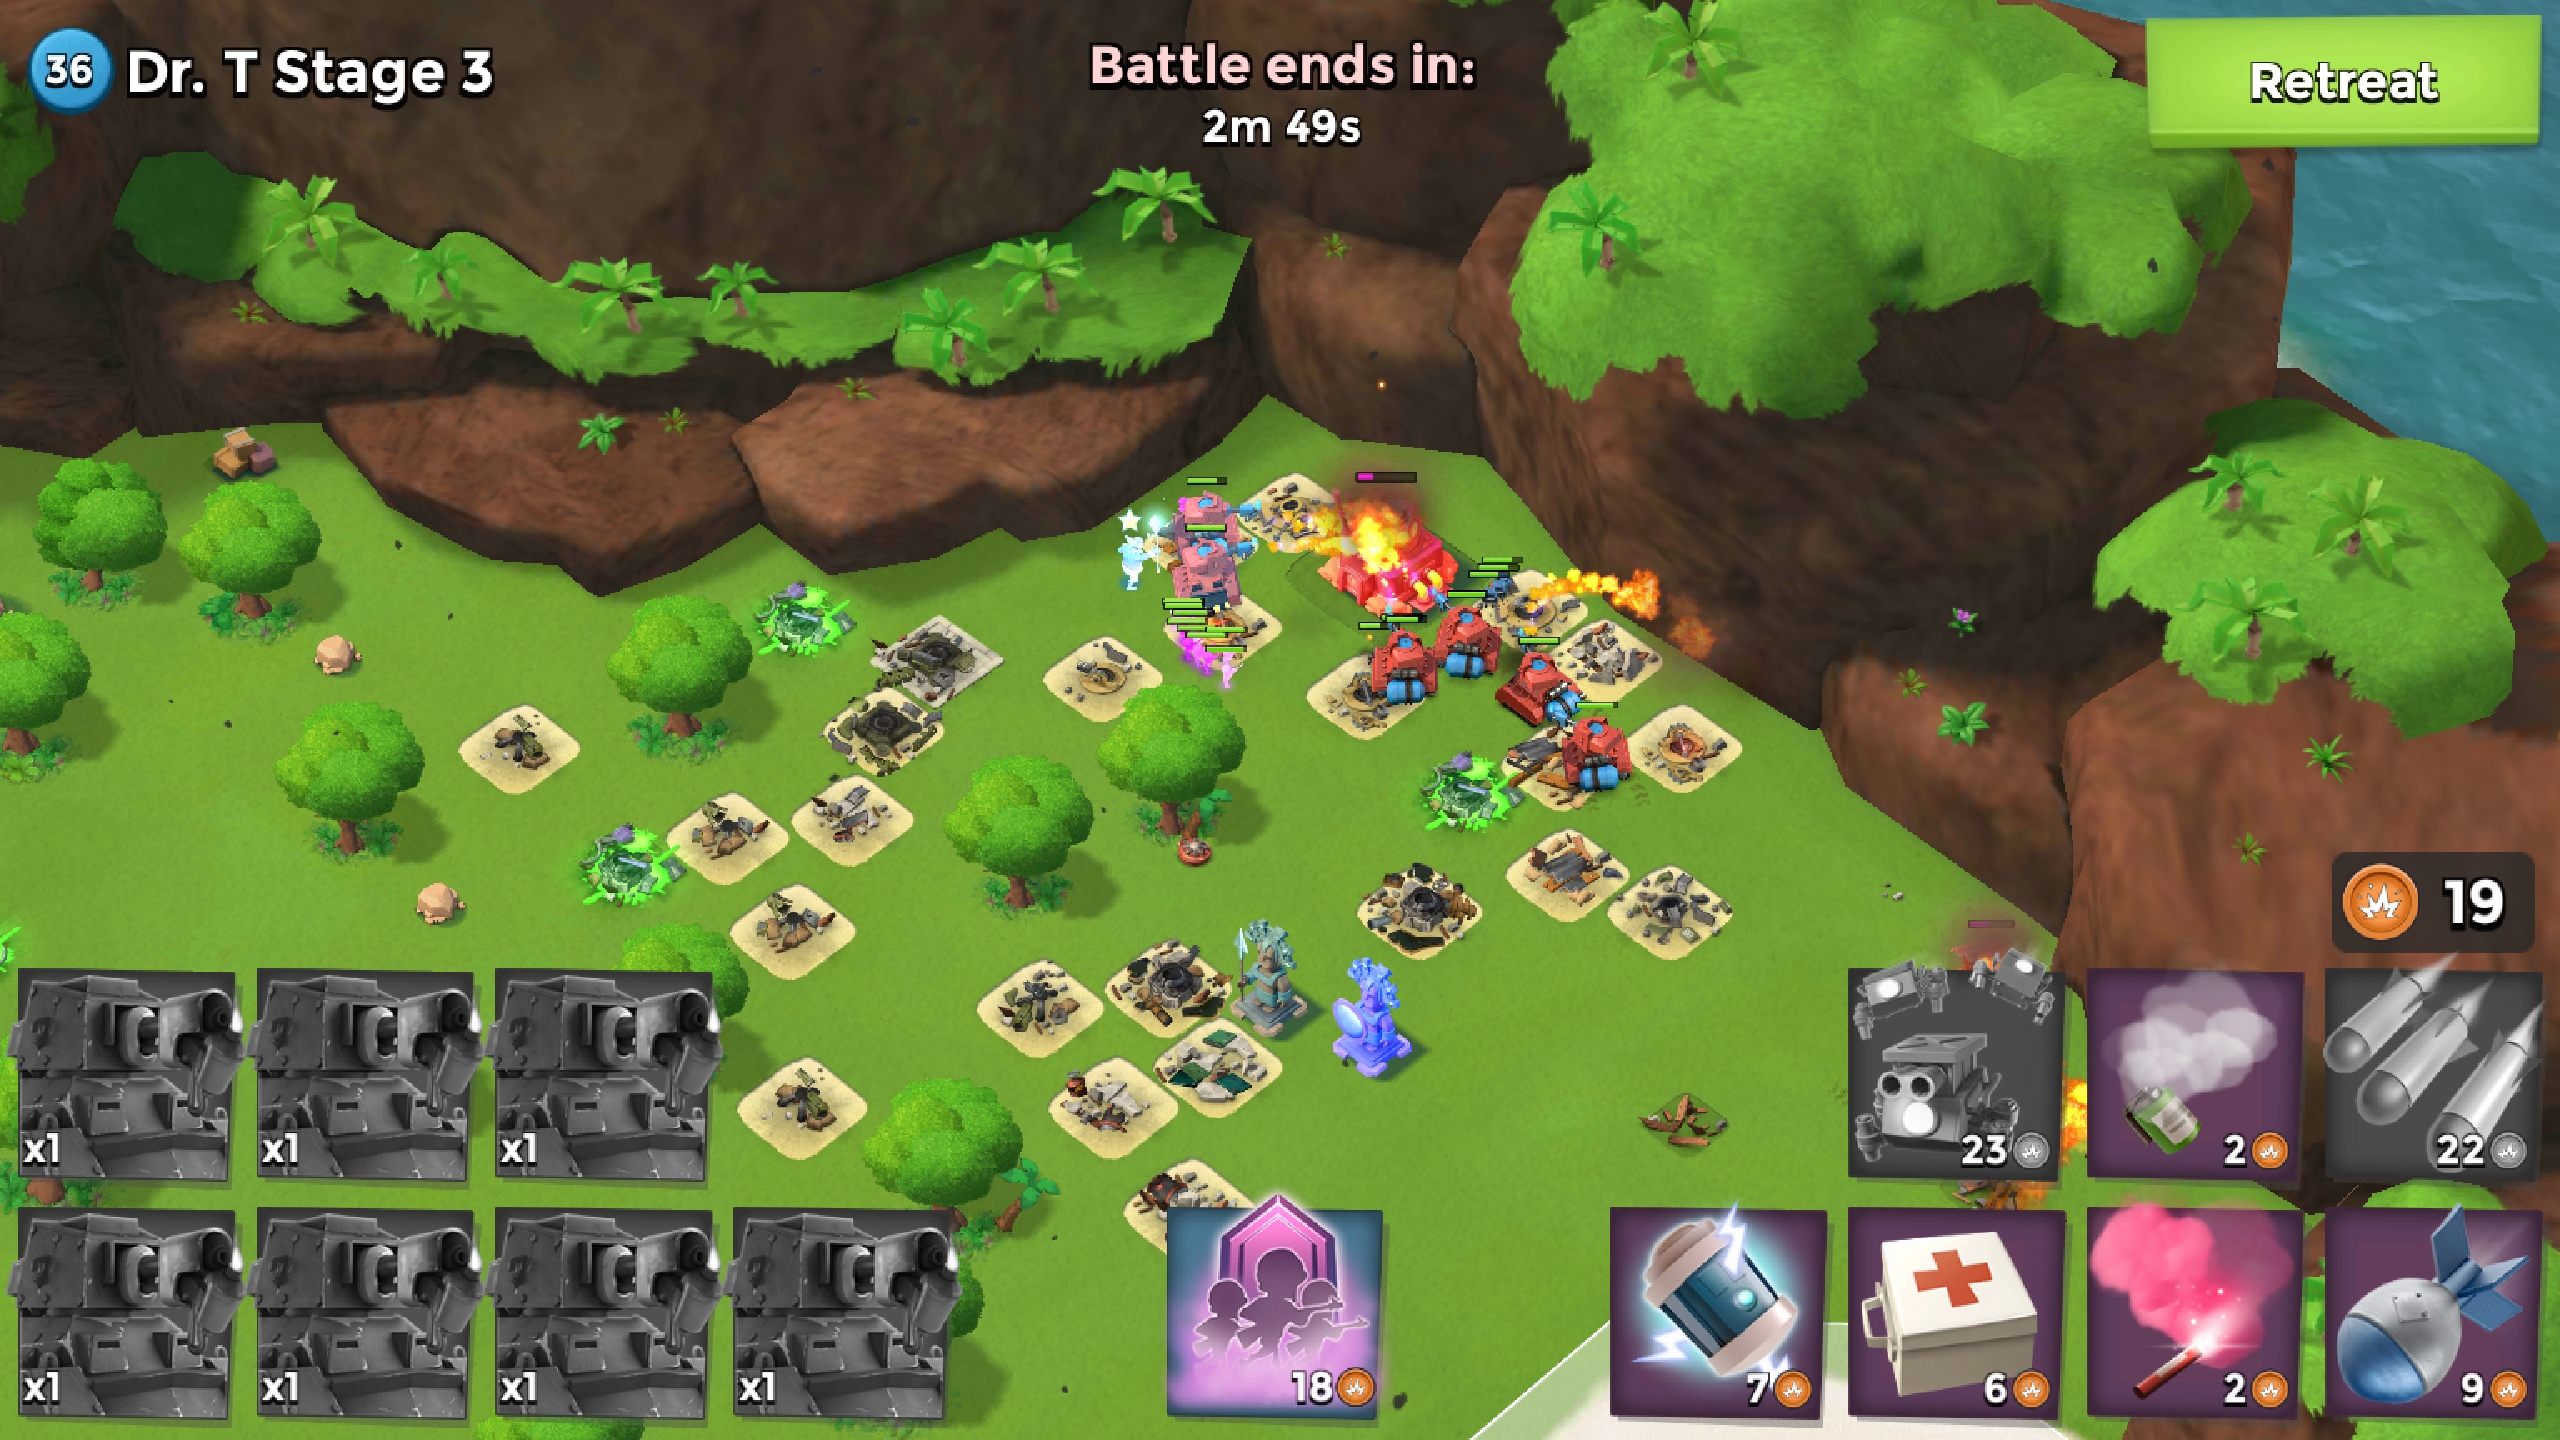 36 Dr. T Stage 3
Battle ends in:
2m 49s
Retreat
19
x1 x1 x1
23 2 22
x1 x1 x1 x1
18 7 6 2 9